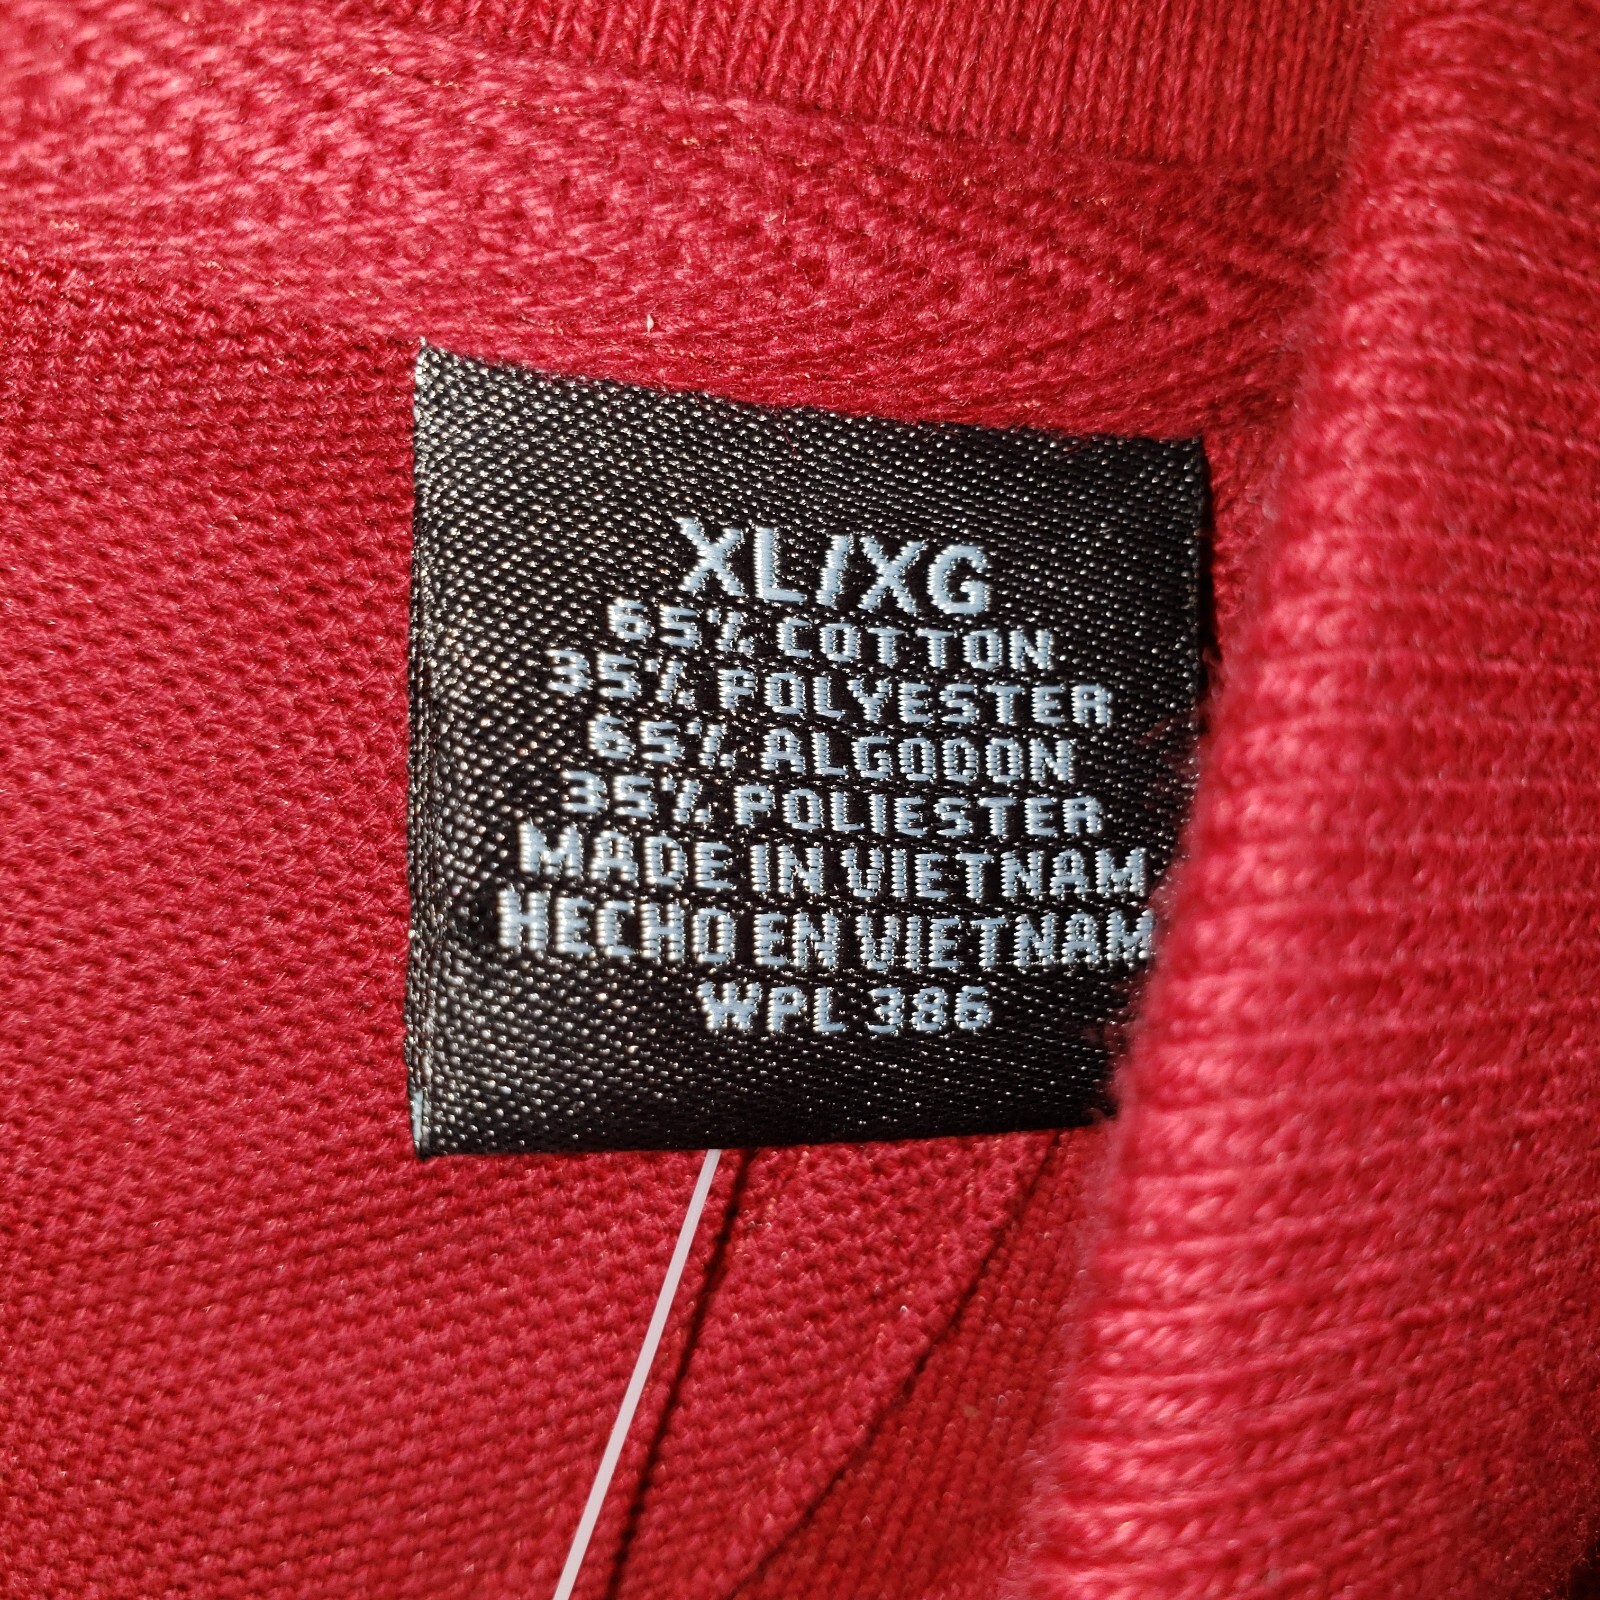 XL/XG
65% COTTON
35% POLYESTER
65% ALGODON
35% POLIESTER
MADE IN VIETNAM
HECHO EN VIETNAM
WPL 386